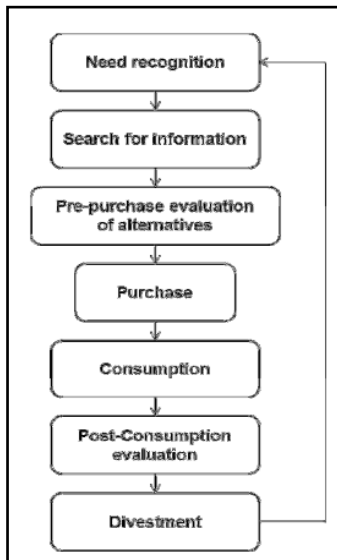 Need recognition
Search for information
Pre-purchase evaluation
of alternatives
Purchase
Consumption
Post-Consumption
evaluation
Divestment